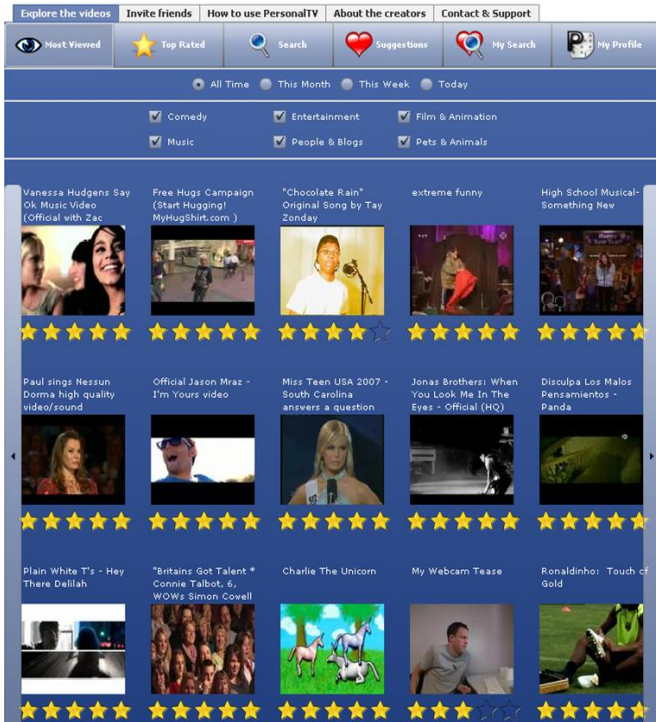 Explore the videos Invite friends How to use PersonalTV About the creators Contact & Support
Most Viewed Top Rated Search Suggestions My Search My Profile
All Time This Month This Week Today
Comedy Entertainment Film & Animation
Music People & Blogs Pets & Animals
Vanessa Hudgens Say Free Hugs Campaign "Chocolate Rain" extreme funny High School Musical-
Ok Music Video (Start Hugging! Original Song by Tay Something New
(Official with Zac MyHugShirt.com ) Zonday
Paul sings Nessun Official Jason Mraz - Miss Teen USA 2007 - Jonas Brothers: When Disculpa Los Malos
Dorma high quality I'm Yours video South Carolina You Look Me In The Pensamientos -
video/sound answers a question Eyes - Official (HQ) Panda
Plain White T's - Hey "Britains Got Talent * Charlie The Unicorn My Webcam Tease Ronaldinho: Touch of
There Delilah Connie Talbot, 6, Gold
WOWs Simon Cowell